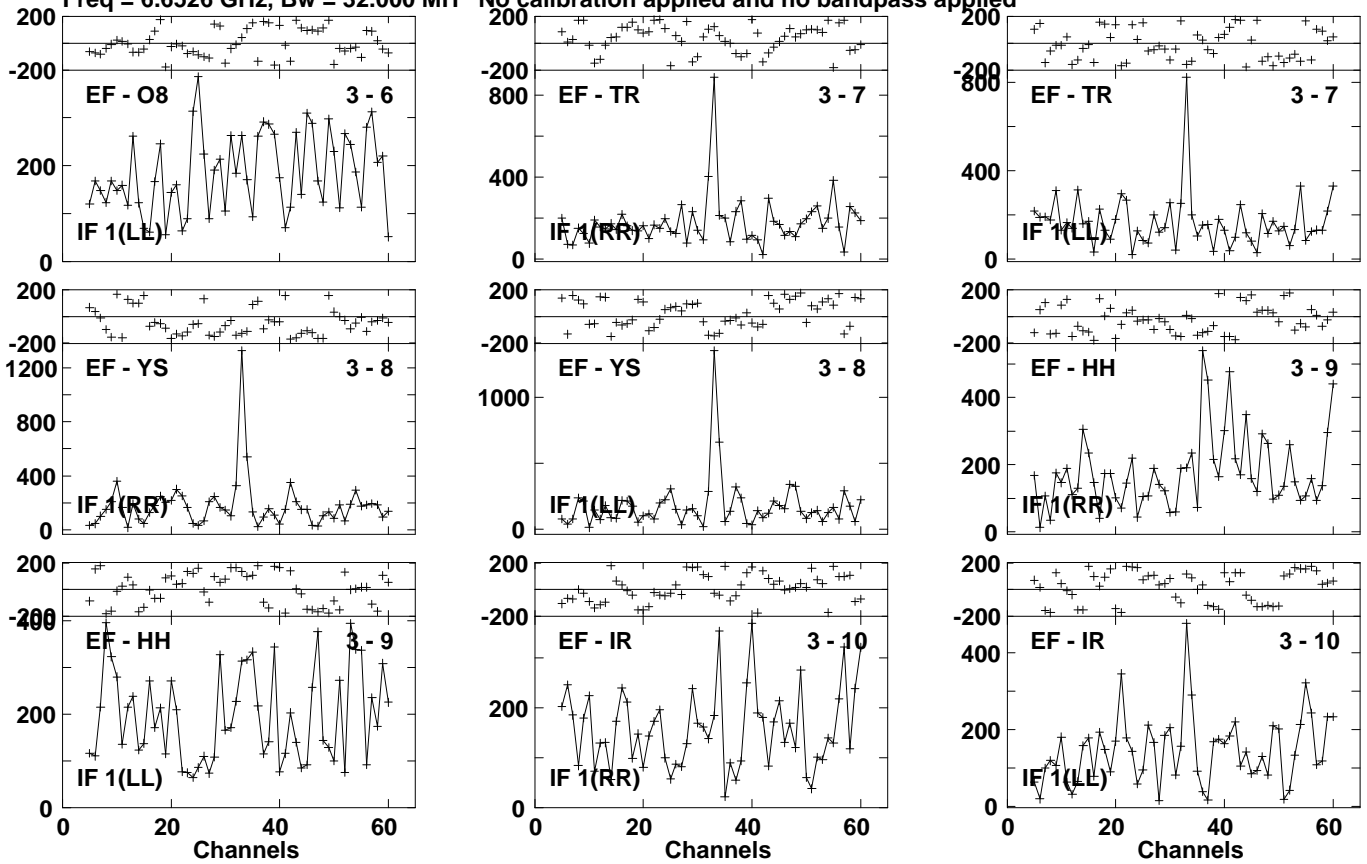 Freq = 6.6526 GHz, Bw = 32.000 MH No calibration applied and no bandpass applied
200
-200
EF - O8 3 - 6
200
0
IF 1(LL)
EF - TR 3 - 7
800
400
0
IF 1(RR)
200
-200
EF - TR 3 - 7
800
400
0
IF 1(LL)
200
-200
EF - YS 3 - 8
1200
800
400
0
IF 1(RR)
200
-200
EF - YS 3 - 8
1000
0
IF 1(LL)
200
-200
EF - HH 3 - 9
400
200
0
IF 1(RR)
200
-200
EF - HH 3 - 9
400
200
0
IF 1(LL)
0 20 40 60
Channels
200
-200
EF - IR 3 - 10
200
0
IF 1(RR)
0 20 40 60
Channels
200
-200
EF - IR 3 - 10
400
200
0
IF 1(LL)
0 20 40 60
Channels